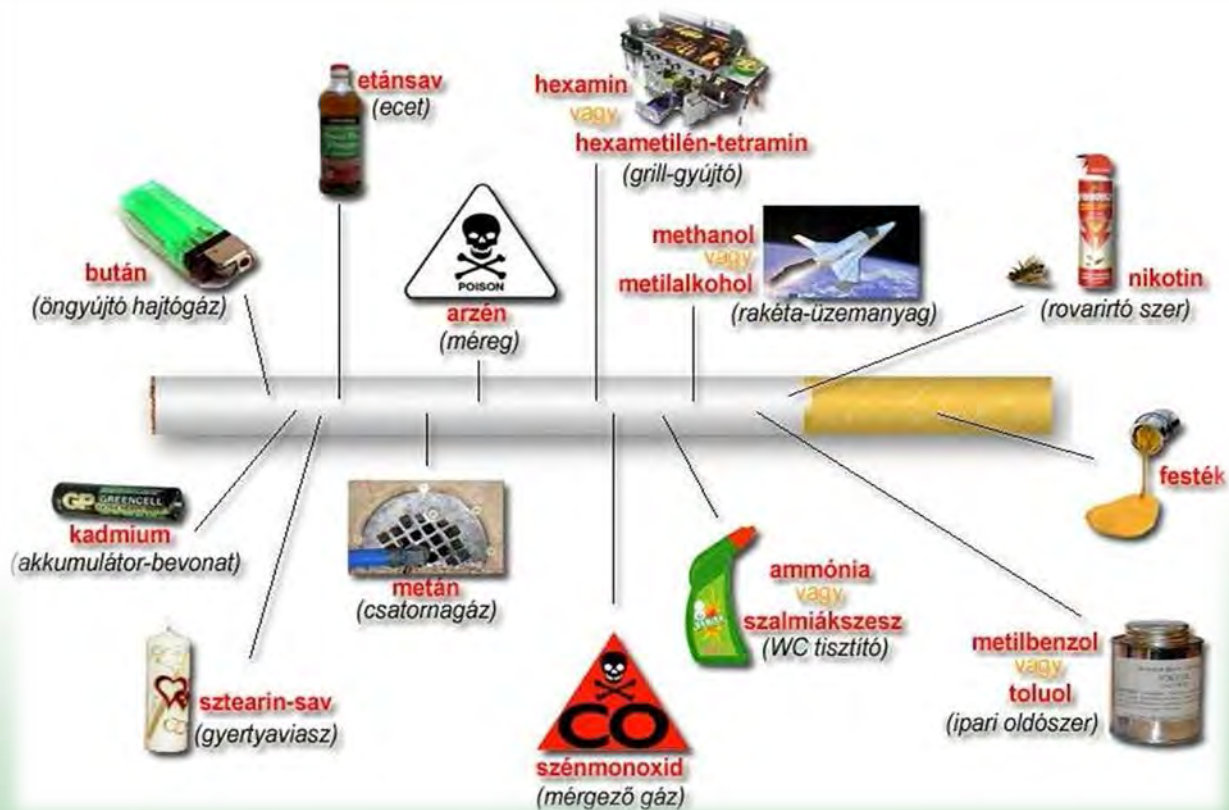 etánsav
(ecet)
hexamin
vagy
hexametilén-tetramin
(grill-gyújtó)
bután
(öngyújtó hajtógáz)
POISON
arzén
(méreg)
methanol
vagy
metilalkohol
(rakéta-üzemanyag)
nikotin
(rovarirtó szer)
GP GREENCELL
kadmium
(akkumulátor-bevonat)
metán
(csatornagáz)
ammónia
vagy
szalmiákszesz
(WC tisztító)
festék
sztearin-sav
(gyertyaviasz)
CO
szénmonoxid
(mérgező gáz)
metilbenzol
vagy
toluol
(ipari oldószer)